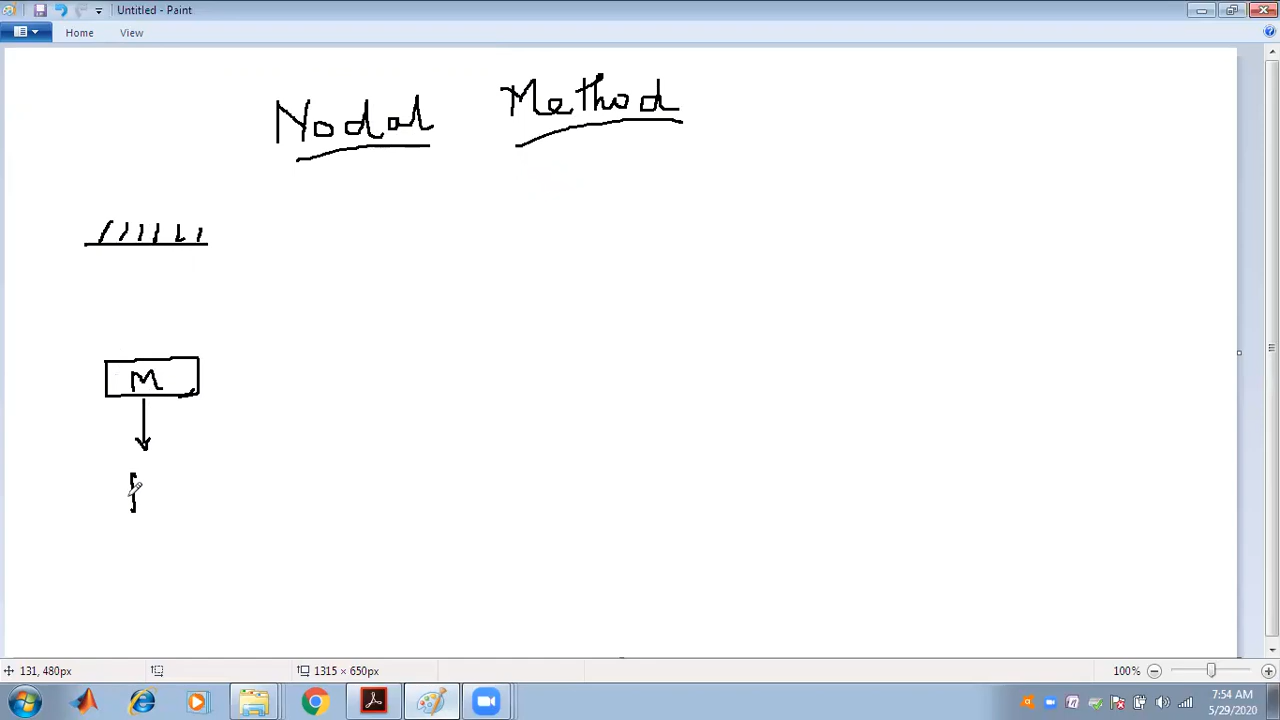 Untitled - Paint
Home View
Nodal Method
M
131, 480px
1315 × 650px
100%
7:54 AM
5/29/2020